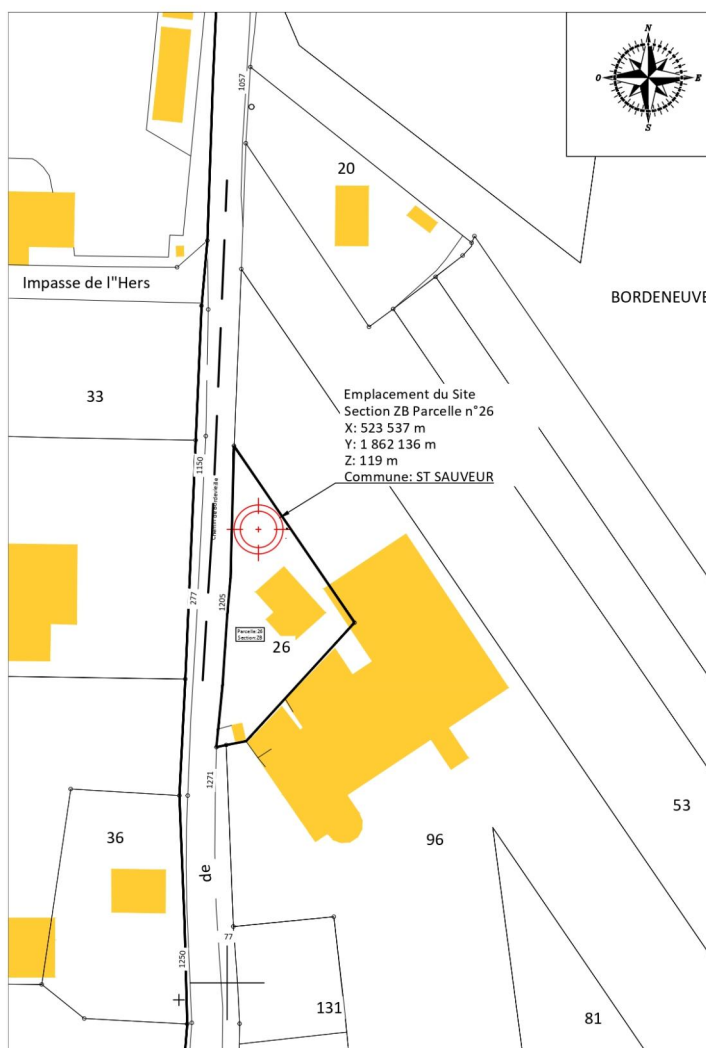 N
O
E
S
1057
20
Impasse de l"Hers
BORDENEUVE
33
Emplacement du Site
Section ZB Parcelle n°26
X: 523 537 m
Y: 1 862 136 m
Z: 119 m
Commune: ST SAUVEUR
1150
277
1205
Parcelle 26
Section ZB
26
1271
53
36
96
de
1250
77
131
81